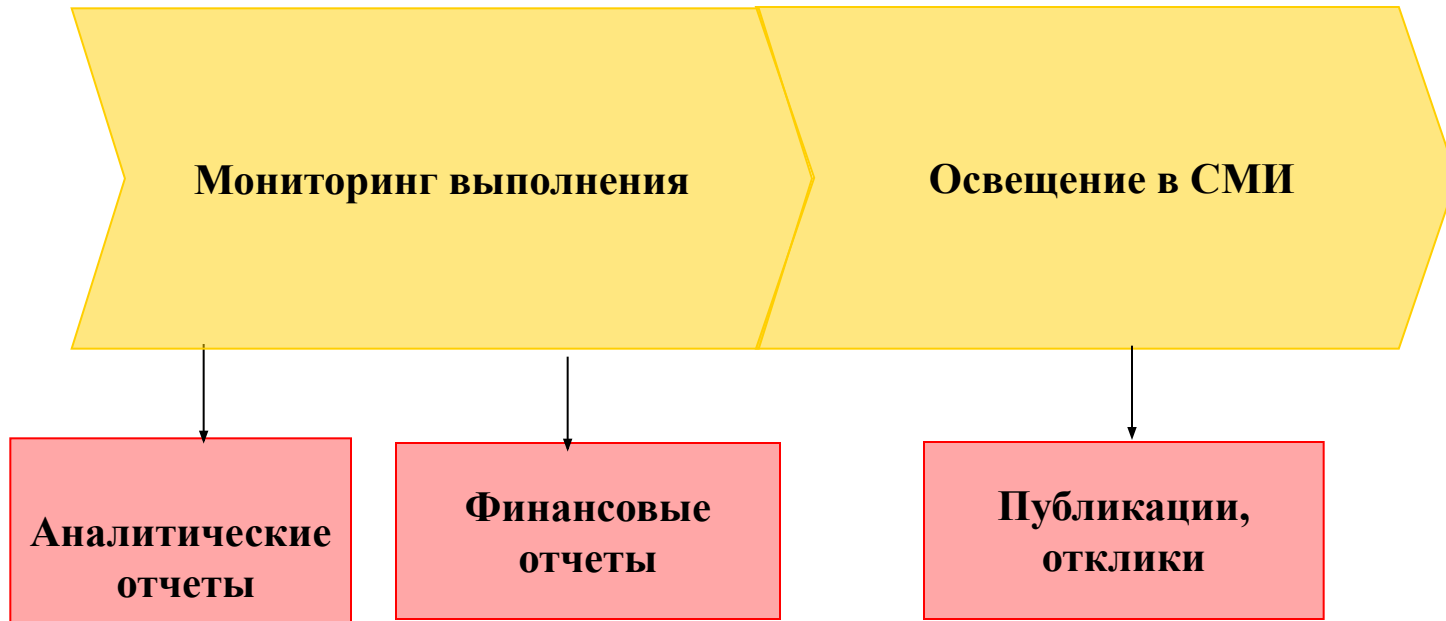 Мониторинг выполнения
Освещение в СМИ
Аналитические
отчеты
Финансовые
отчеты
Публикации,
отклики